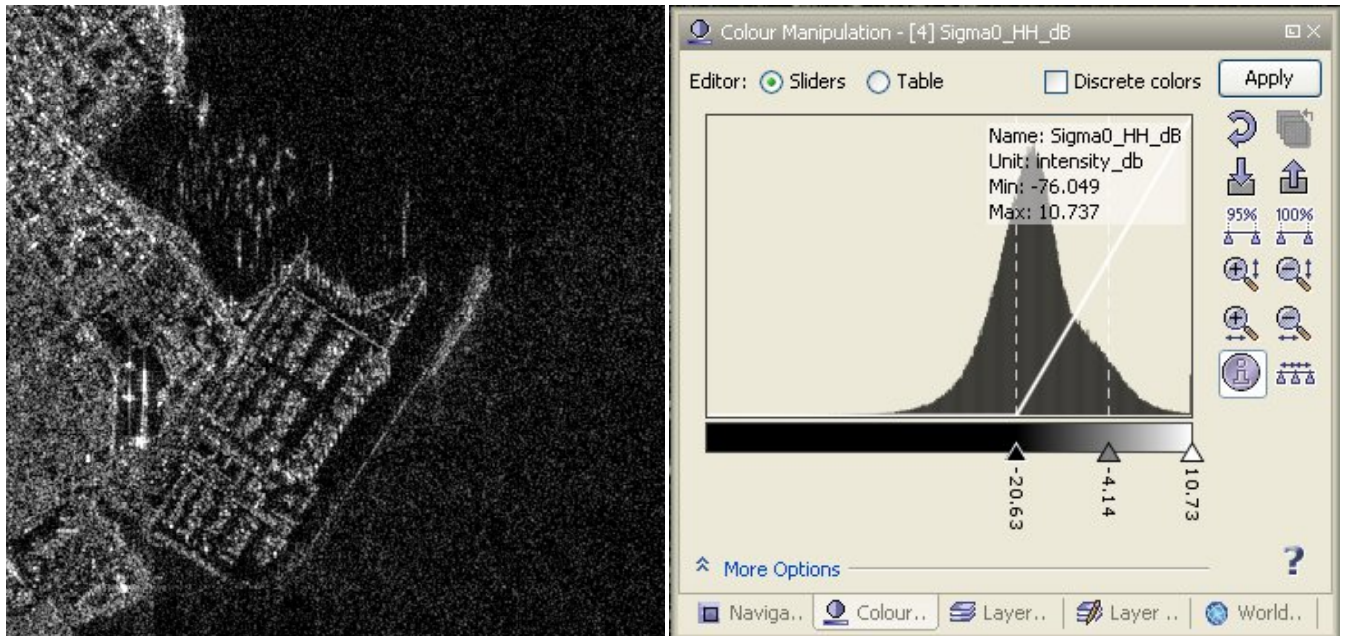 Colour Manipulation - [4] Sigma0_HH_dB
Editor: Sliders Table Discrete colors Apply
Name: Sigma0_HH_dB
Unit: intensity_db
Min: -76.049
Max: 10.737
95% 100%
-20.63
-4.14
10.73
More Options
?
Naviga.. Colour.. Layer.. Layer .. World..